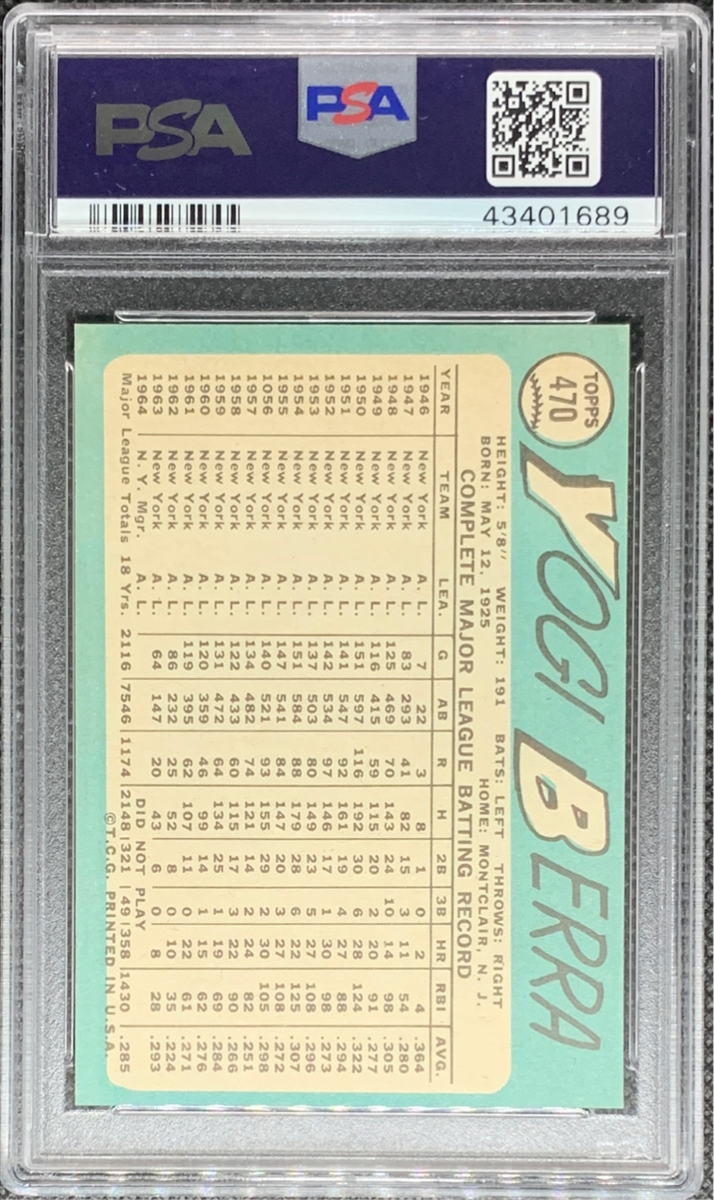 PSA
PSA
43401689
TOPPS
470
YOGI BERRA
HEIGHT: 5'8" WEIGHT: 191 BATS: LEFT THROWS: RIGHT
BORN: MAY 12, 1925 HOME: MONTCLAIR, N. J.
COMPLETE MAJOR LEAGUE BATTING RECORD
YEAR TEAM LEA. G AB R H 2B 3B HR RBI AVG.
1946 New York A. L. 7 22 3 8 1 0 2 4 .364
1947 New York A. L. 83 293 41 82 15 3 11 54 .280
1948 New York A. L. 125 469 70 143 24 10 14 98 .305
1949 New York A. L. 116 415 59 115 20 2 20 91 .277
1950 New York A. L. 151 597 116 192 30 6 28 124 .322
1951 New York A. L. 141 547 92 161 19 4 27 88 .294
1952 New York A. L. 142 534 97 146 17 1 30 98 .273
1953 New York A. L. 137 503 80 149 23 5 27 108 .296
1954 New York A. L. 151 584 88 179 28 6 22 125 .307
1955 New York A. L. 147 541 84 147 20 3 27 108 .272
1056 New York A. L. 140 521 93 155 29 2 30 105 .298
1957 New York A. L. 134 482 74 121 14 2 24 82 .251
1958 New York A. L. 122 433 60 115 17 3 22 90 .266
1959 New York A. L. 131 472 64 134 25 1 19 69 .284
1960 New York A. L. 120 359 46 99 14 1 15 62 .276
1961 New York A. L. 119 395 62 107 11 0 22 61 .271
1962 New York A. L. 86 232 25 52 8 0 10 35 .224
1963 New York A. L. 64 147 20 43 6 0 8 28 .293
1964 N. Y. Mgr. A. L. DID NOT PLAY
Major League Totals 18 Yrs. 2116 7546 1174 2148 321 49 358 1430 .285
©T.C.G. PRINTED IN U.S.A.